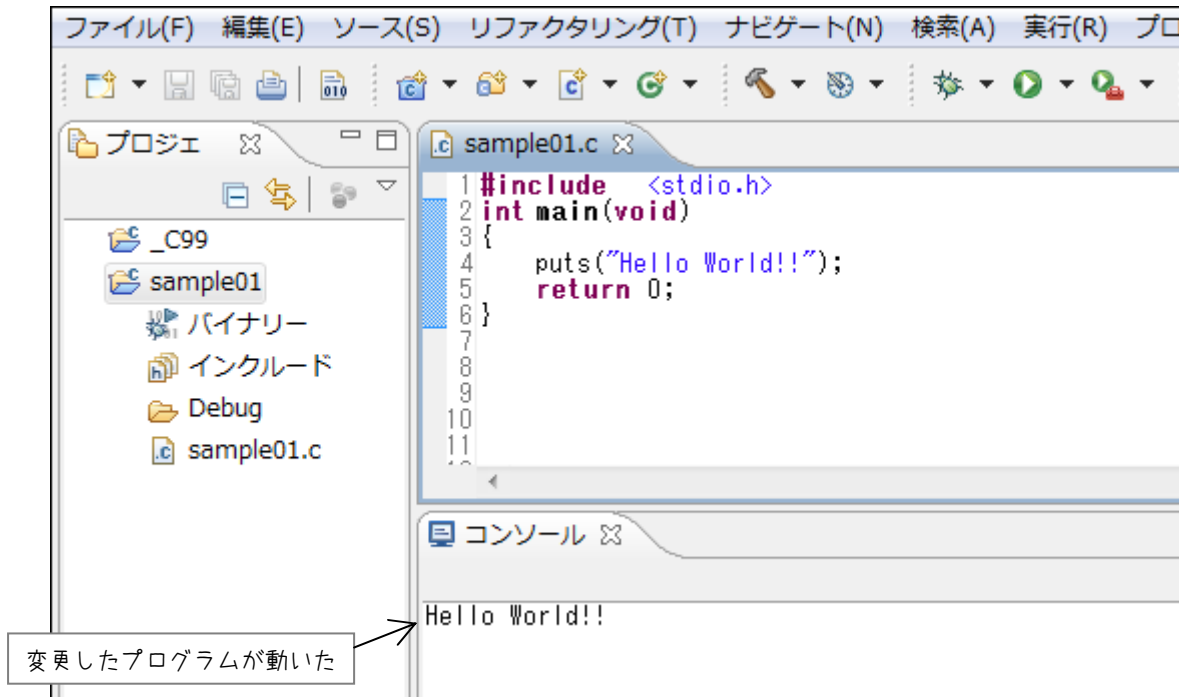 ファイル(F) 編集(E) ソース(S) リファクタリング(T) ナビゲート(N) 検索(A) 実行(R) プロ
プロジェ
_C99
sample01
バイナリー
インクルード
Debug
sample01.c
sample01.c
1 #include <stdio.h>
2 int main(void)
3 {
4 puts("Hello World!!");
5 return 0;
6 }
7
8
9
10
11
コンソール
Hello World!!
変更したプログラムが動いた